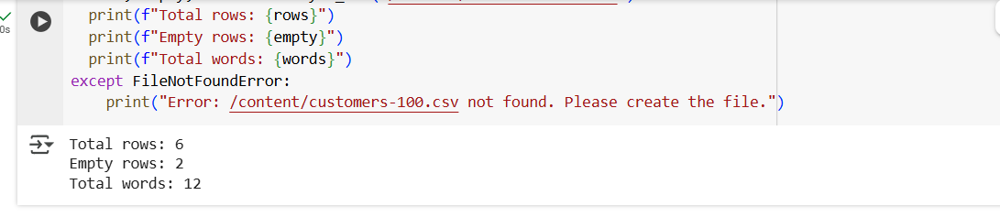 print(f"Total rows: {rows}")
0s
print(f"Empty rows: {empty}")
print(f"Total words: {words}")
except FileNotFoundError:
print("Error: /content/customers-100.csv not found. Please create the file.")
Total rows: 6
Empty rows: 2
Total words: 12